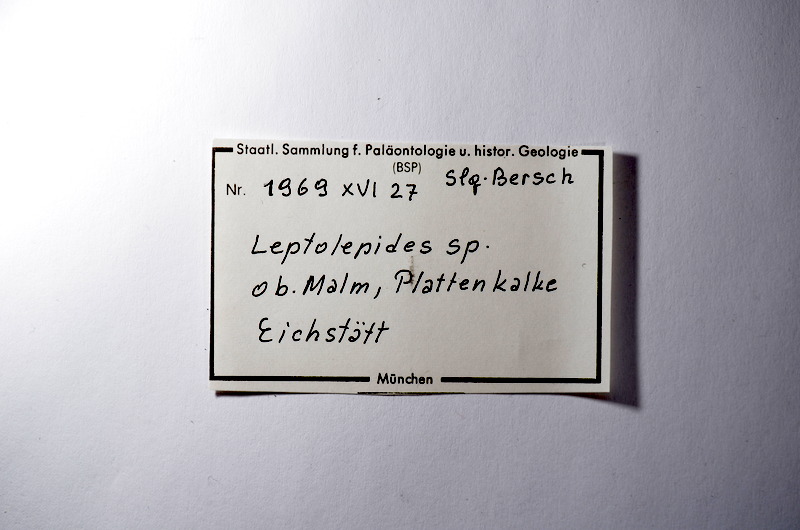 Staatl. Sammlung f. Paläontologie u. histor. Geologie
(BSP)
Nr. 1969 XVI 27 Slg. Bersch
Leptolepides sp.
ob. Malm, Plattenkalke
Eichstätt
München